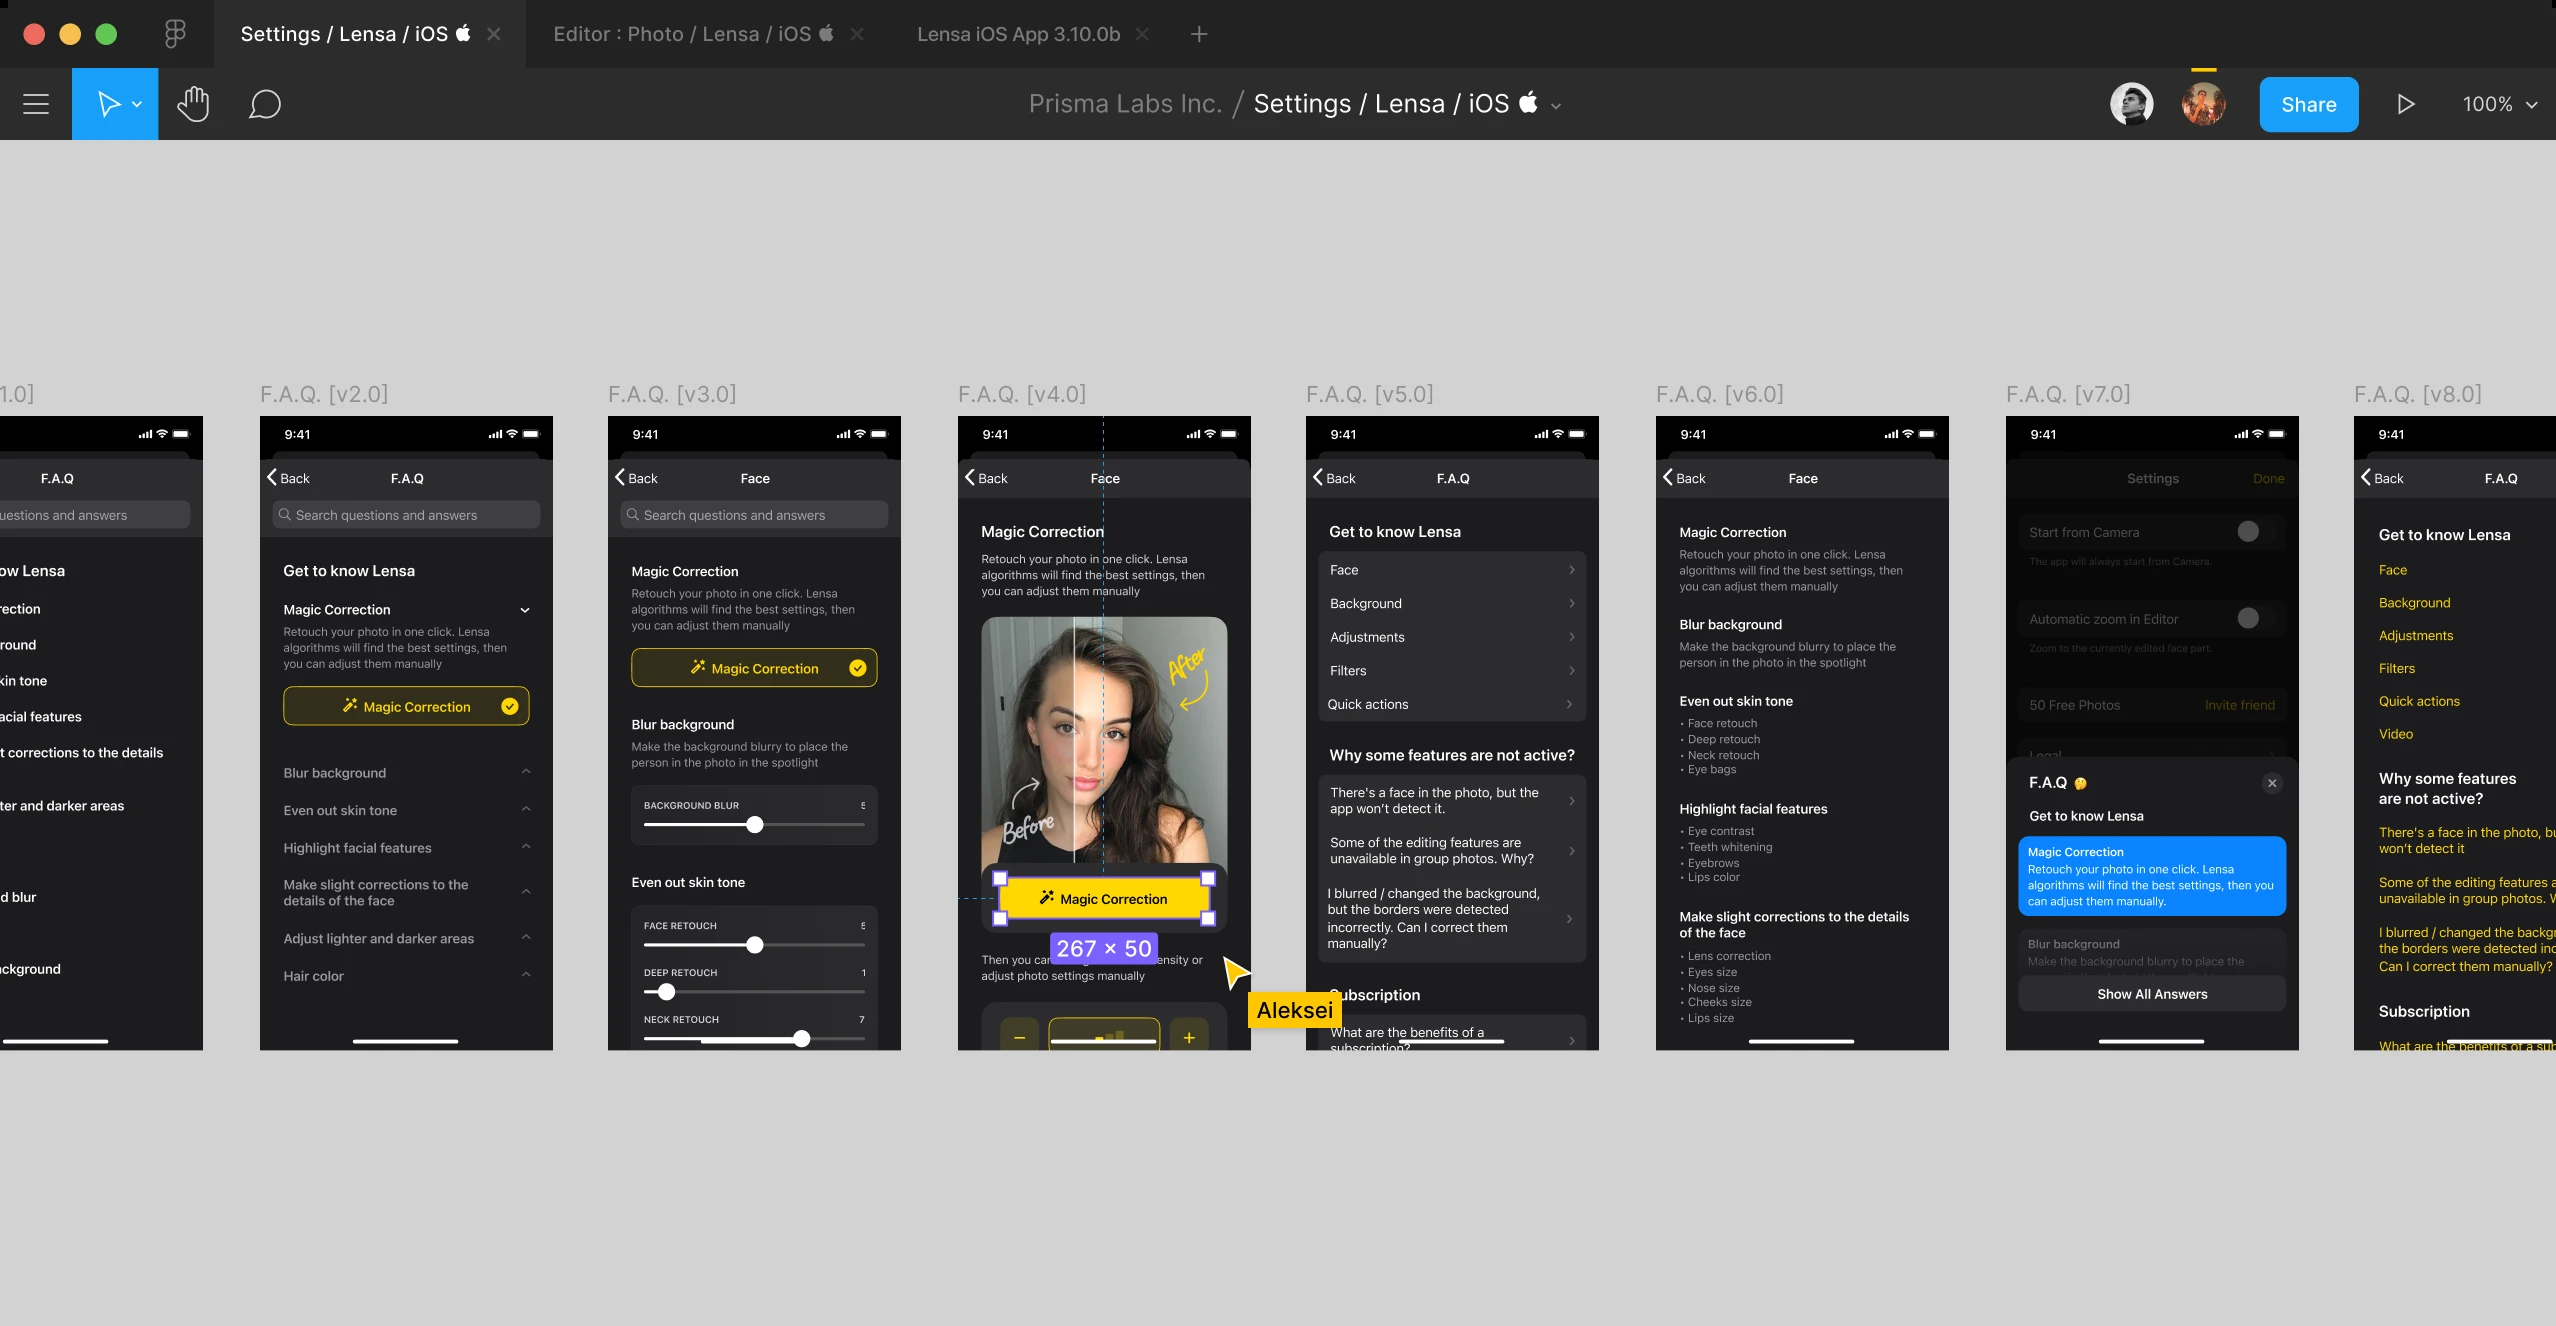 Settings / Lensa / iOS
Editor : Photo / Lensa / iOS
Lensa iOS App 3.10.0b
Prisma Labs Inc. / Settings / Lensa / iOS
Share
100%
1.0]
F.A.Q
uestions and answers
ow Lensa
rection
round
kin tone
acial features
t corrections to the details
ter and darker areas
d blur
ackground
F.A.Q. [v2.0]
9:41
Back
F.A.Q
Search questions and answers
Get to know Lensa
Magic Correction
Retouch your photo in one click. Lensa
algorithms will find the best settings, then
you can adjust them manually
Magic Correction
Blur background
Even out skin tone
Highlight facial features
Make slight corrections to the
details of the face
Adjust lighter and darker areas
Hair color
F.A.Q. [v3.0]
9:41
Back
Face
Search questions and answers
Magic Correction
Retouch your photo in one click. Lensa
algorithms will find the best settings, then
you can adjust them manually
Magic Correction
Blur background
Make the background blurry to place the
person in the photo in the spotlight
BACKGROUND BLUR 5
Even out skin tone
FACE RETOUCH 5
DEEP RETOUCH 1
NECK RETOUCH 7
F.A.Q. [v4.0]
9:41
Back
Face
Magic Correction
Retouch your photo in one click. Lensa
algorithms will find the best settings, then
you can adjust them manually
After
Before
Magic Correction
267 × 50
Then you can ensity or
adjust photo settings manually
Aleksei
F.A.Q. [v5.0]
9:41
Back
F.A.Q
Get to know Lensa
Face
Background
Adjustments
Filters
Quick actions
Why some features are not active?
There's a face in the photo, but the
app won't detect it.
Some of the editing features are
unavailable in group photos. Why?
I blurred / changed the background,
but the borders were detected
incorrectly. Can I correct them
manually?
Subscription
What are the benefits of a
subscription?
F.A.Q. [v6.0]
9:41
Back
Face
Magic Correction
Retouch your photo in one click. Lensa
algorithms will find the best settings, then
you can adjust them manually
Blur background
Make the background blurry to place the
person in the photo in the spotlight
Even out skin tone
• Face retouch
• Deep retouch
• Neck retouch
• Eye bags
Highlight facial features
• Eye contrast
• Teeth whitening
• Eyebrows
• Lips color
Make slight corrections to the details
of the face
• Lens correction
• Eyes size
• Nose size
• Cheeks size
• Lips size
F.A.Q. [v7.0]
9:41
Settings
Done
Start from Camera
The app will always start from Camera.
Automatic zoom in Editor
Zoom to the currently edited face part.
50 Free Photos
Invite friend
Legal
F.A.Q 🤔
Get to know Lensa
Magic Correction
Retouch your photo in one click. Lensa
algorithms will find the best settings, then you
can adjust them manually.
Blur background
Make the background blurry to place the
Show All Answers
F.A.Q. [v8.0]
9:41
Back
F.A.Q
Get to know Lensa
Face
Background
Adjustments
Filters
Quick actions
Video
Why some features
are not active?
There's a face in the photo, bu
won't detect it
Some of the editing features a
unavailable in group photos. W
I blurred / changed the backgr
the borders were detected inc
Can I correct them manually?
Subscription
What are the benefits of a sub